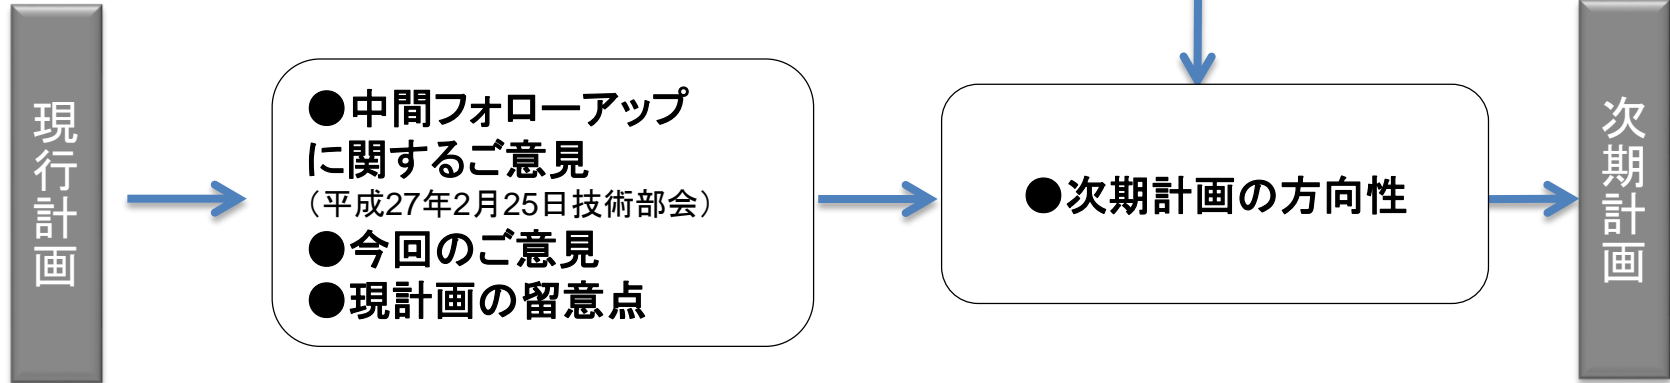 現行計画
●中間フォローアップ
に関するご意見
（平成27年2月25日技術部会）
●今回のご意見
●現計画の留意点
●次期計画の方向性
次期計画